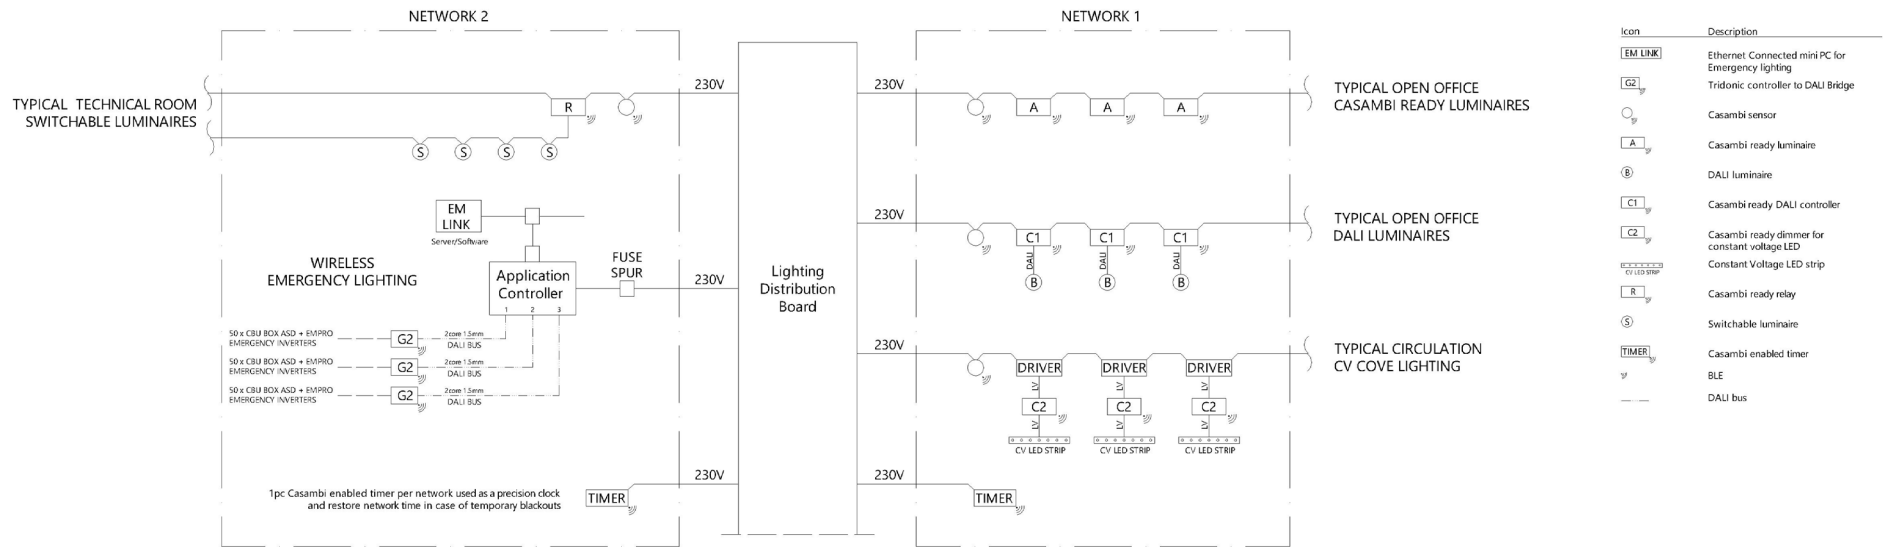 NETWORK 2
NETWORK 1
230V
230V
TYPICAL TECHNICAL ROOM
SWITCHABLE LUMINAIRES
R
S
S
S
S
A
A
A
TYPICAL OPEN OFFICE
CASAMBI READY LUMINAIRES
EM
LINK
Server/Software
230V
C1
C1
C1
DALI
DALI
DALI
B
B
B
TYPICAL OPEN OFFICE
DALI LUMINAIRES
WIRELESS
EMERGENCY LIGHTING
Application
Controller
1
2
3
FUSE
SPUR
230V
Lighting
Distribution
Board
50 x CBU BOX ASD + EMPRO
EMERGENCY INVERTERS
G2
2core 1.5mm
DALI BUS
50 x CBU BOX ASD + EMPRO
EMERGENCY INVERTERS
G2
2core 1.5mm
DALI BUS
50 x CBU BOX ASD + EMPRO
EMERGENCY INVERTERS
G2
2core 1.5mm
DALI BUS
230V
DRIVER
DRIVER
DRIVER
LV
LV
LV
C2
C2
C2
LV
LV
LV
CV LED STRIP
CV LED STRIP
CV LED STRIP
TYPICAL CIRCULATION
CV COVE LIGHTING
1pc Casambi enabled timer per network used as a precision clock
and restore network time in case of temporary blackouts
TIMER
230V
230V
TIMER
Icon Description
EM LINK Ethernet Connected mini PC for
Emergency lighting
G2 Tridonic controller to DALI Bridge
Casambi sensor
A Casambi ready luminaire
B DALI luminaire
C1 Casambi ready DALI controller
C2 Casambi ready dimmer for
constant voltage LED
CV LED STRIP Constant Voltage LED strip
R Casambi ready relay
S Switchable luminaire
TIMER Casambi enabled timer
BLE
DALI bus